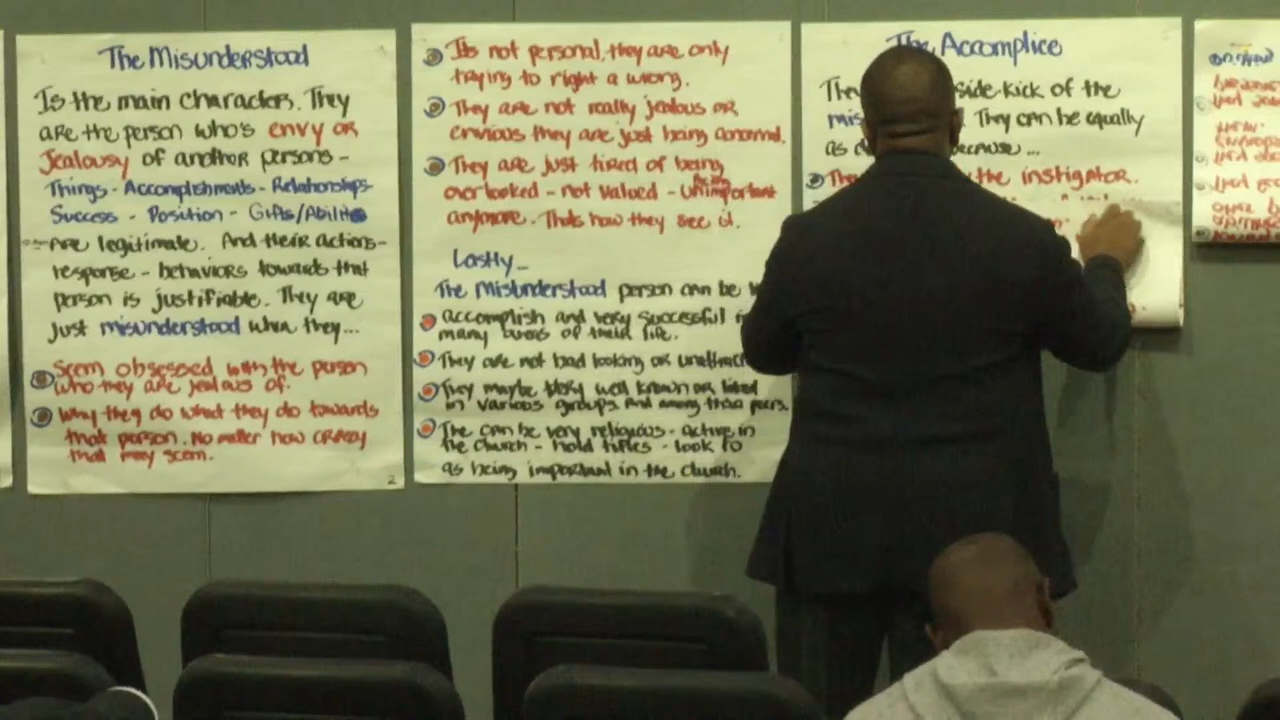 The Misunderstood
Is the main characters. They
are the person who's envy or
Jealousy of another persons -
Things - Accomplishments - Relationships
Success - Position - Gifts/Abilities
- Are legitimate. And their actions -
response - behaviors towards that
person is justifiable. They are
just misunderstood when they...
Seem obsessed with the person
who they are jealous of.
Why they do what they do towards
that person. No matter how crazy
that may seem.
2
Its not personal, they are only
trying to right a wrong.
They are not really jealous or
envious they are just being
They are just tired of being
overlooked - not valued - Unimportant
anymore. Thats how they see it.
Lastly_
The Misunderstood person can be
accomplish and very successful
many areas of their life.
They are not bad looking or
They maybe very well known or liked
in various groups. And among their peers.
The can be very religious - active in
the church - hold titles - look to
as being important in the church.
The Accomplice
side-kick of the
They can be equally
as
the instigator.